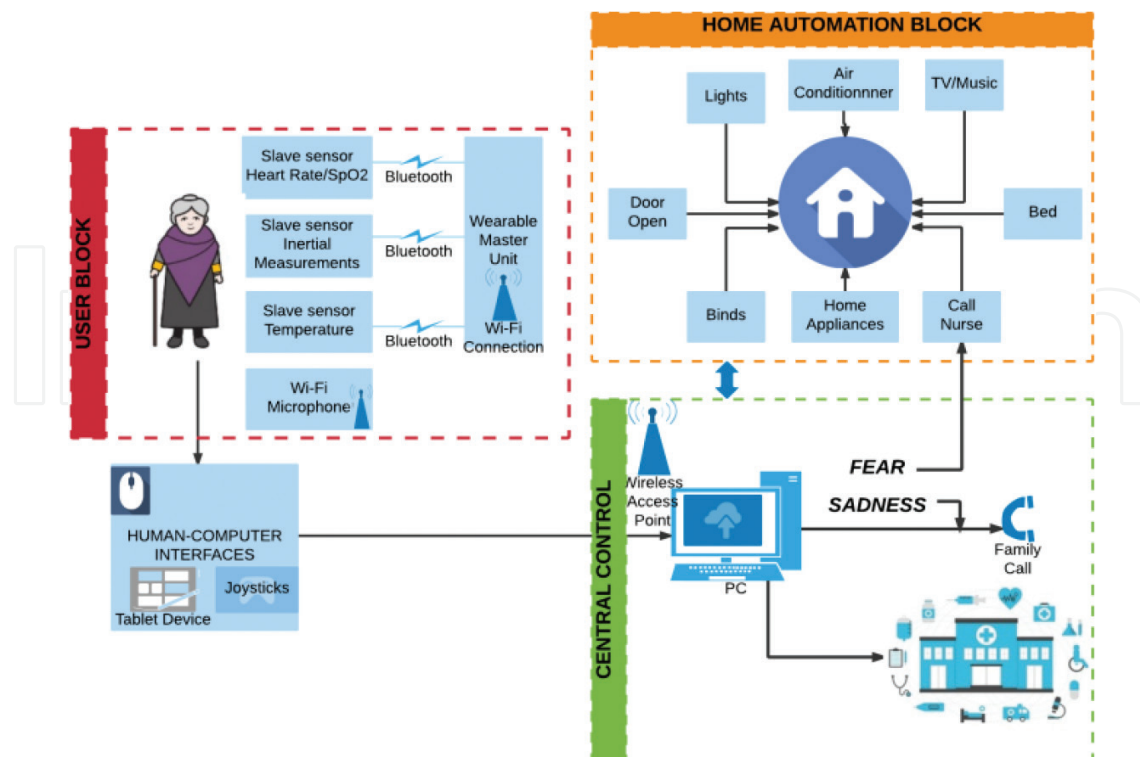 HOME AUTOMATION BLOCK
Lights
Air
Conditionnner
TV/Music
Door
Open
Bed
Binds
Home
Appliances
Call
Nurse
USER BLOCK
Slave sensor
Heart Rate/SpO2
Bluetooth
Slave sensor
Inertial
Measurements
Bluetooth
Slave sensor
Temperature
Bluetooth
Wearable
Master
Unit
Wi-Fi
Connection
Wi-Fi
Microphone
HUMAN-COMPUTER
INTERFACES
Tablet Device
Joysticks
CENTRAL CONTROL
Wireless
Access
Point
PC
FEAR
SADNESS
Family
Call